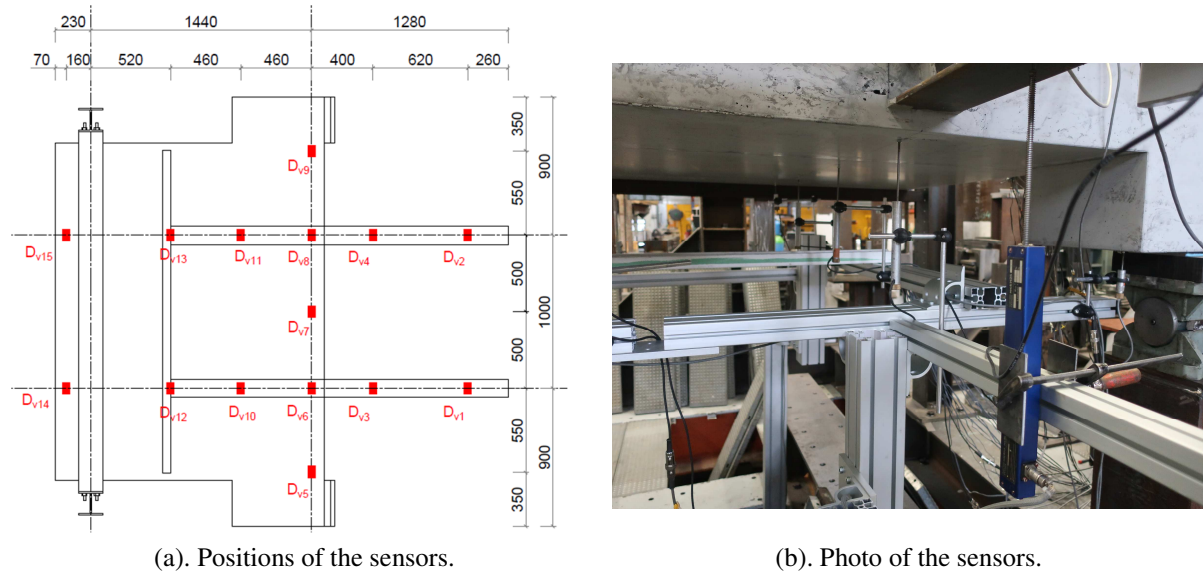 230 1440 1280
70 160 520 460 460 400 620 260
350
900
550
500
1000
500
550
900
350
Dv9
Dv15 Dv13 Dv11 Dv8 Dv4 Dv2
Dv7
Dv14 Dv12 Dv10 Dv6 Dv3 Dv1
Dv5
(a). Positions of the sensors.
(b). Photo of the sensors.